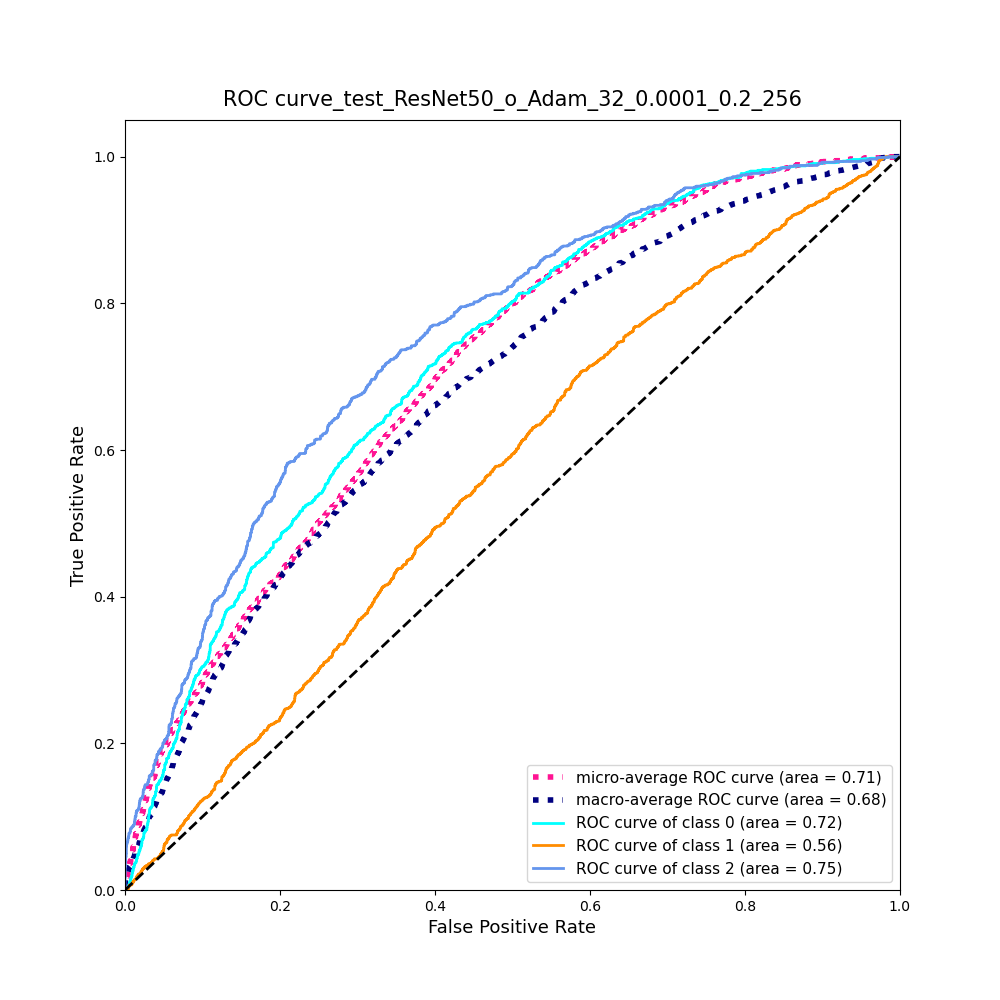 ROC curve_test_ResNet50_o_Adam_32_0.0001_0.2_256
True Positive Rate
1.0
0.8
0.6
0.4
0.2
0.0
0.0 0.2 0.4 0.6 0.8 1.0
False Positive Rate
micro-average ROC curve (area = 0.71)
macro-average ROC curve (area = 0.68)
ROC curve of class 0 (area = 0.72)
ROC curve of class 1 (area = 0.56)
ROC curve of class 2 (area = 0.75)